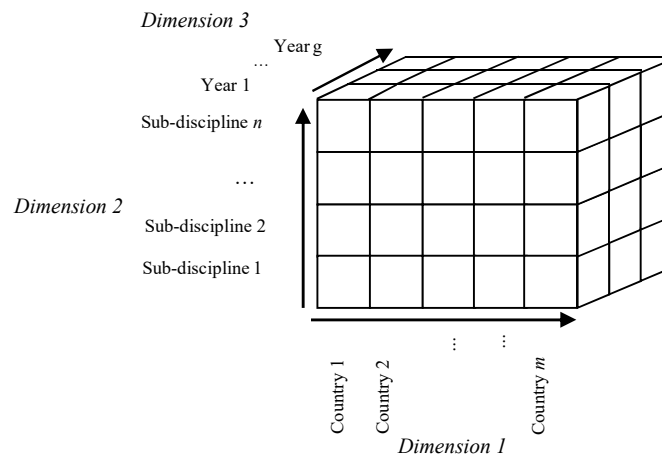 Dimension 3
Year g
...
Year 1
Sub-discipline n
...
Dimension 2
Sub-discipline 2
Sub-discipline 1
Country 1
Country 2
...
...
Country m
Dimension 1